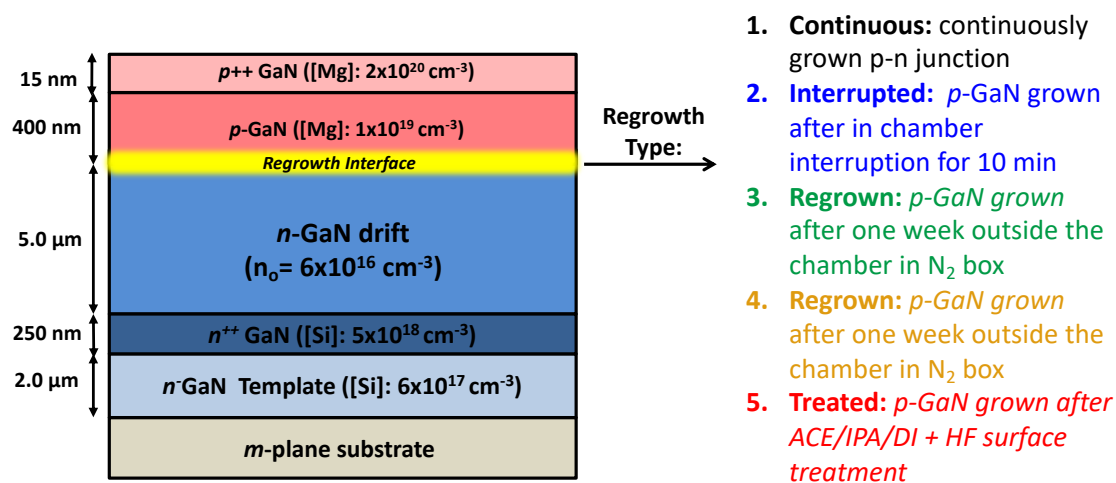 15 nm
p++ GaN ([Mg]: 2x10²⁰ cm⁻³)
400 nm
p-GaN ([Mg]: 1x10¹⁹ cm⁻³)
Regrowth Interface
5.0 µm
n-GaN drift
(nₒ= 6x10¹⁶ cm⁻³)
250 nm
n⁺⁺ GaN ([Si]: 5x10¹⁸ cm⁻³)
2.0 µm
n⁻GaN Template ([Si]: 6x10¹⁷ cm⁻³)
m-plane substrate
Regrowth
Type:
1. Continuous: continuously
grown p-n junction
2. Interrupted: p-GaN grown
after in chamber
interruption for 10 min
3. Regrown: p-GaN grown
after one week outside the
chamber in N₂ box
4. Regrown: p-GaN grown
after one week outside the
chamber in N₂ box
5. Treated: p-GaN grown after
ACE/IPA/DI + HF surface
treatment